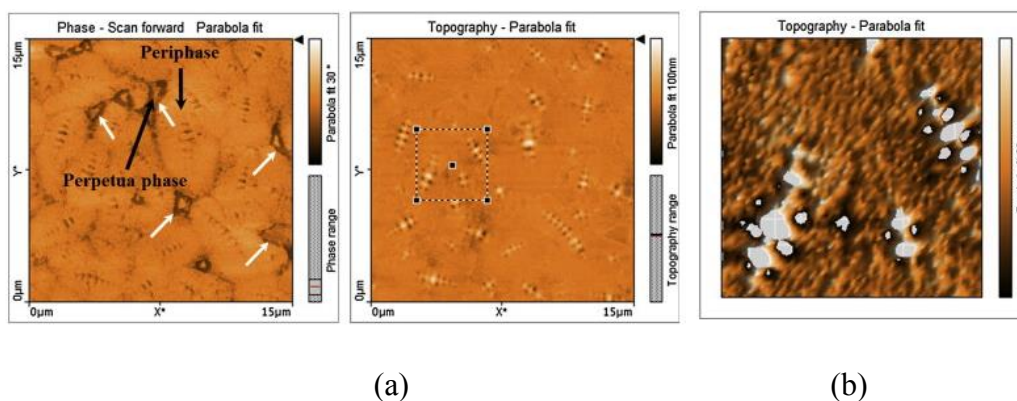 Phase - Scan forward Parabola fit
15µm
Y*
0µm
0µm
X*
15µm
Parabola fit 30°
Phase range
Periphase
Perpetua phase
Topography - Parabola fit
15µm
Y*
0µm
0µm
X*
15µm
Parabola fit 100nm
Topography range
Topography - Parabola fit
(a)
(b)